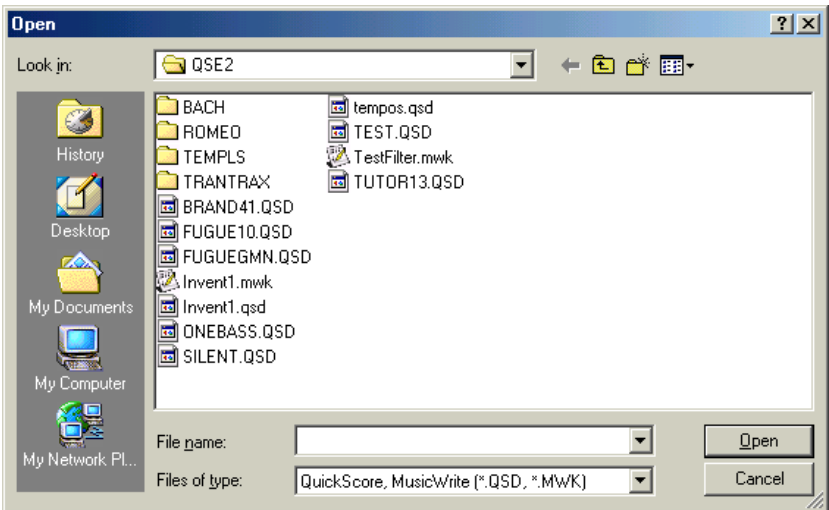 Open
Look in:
QSE2
History
Desktop
My Documents
My Computer
My Network Pl...
BACH
ROMEO
TEMPLS
TRANTRAX
BRAND41.QSD
FUGUE10.QSD
FUGUEGMN.QSD
Invent1.mwk
Invent1.qsd
ONEBASS.QSD
SILENT.QSD
tempos.qsd
TEST.QSD
TestFilter.mwk
TUTOR13.QSD
File name:
Open
Files of type:
QuickScore, MusicWrite (*.QSD, *.MWK)
Cancel